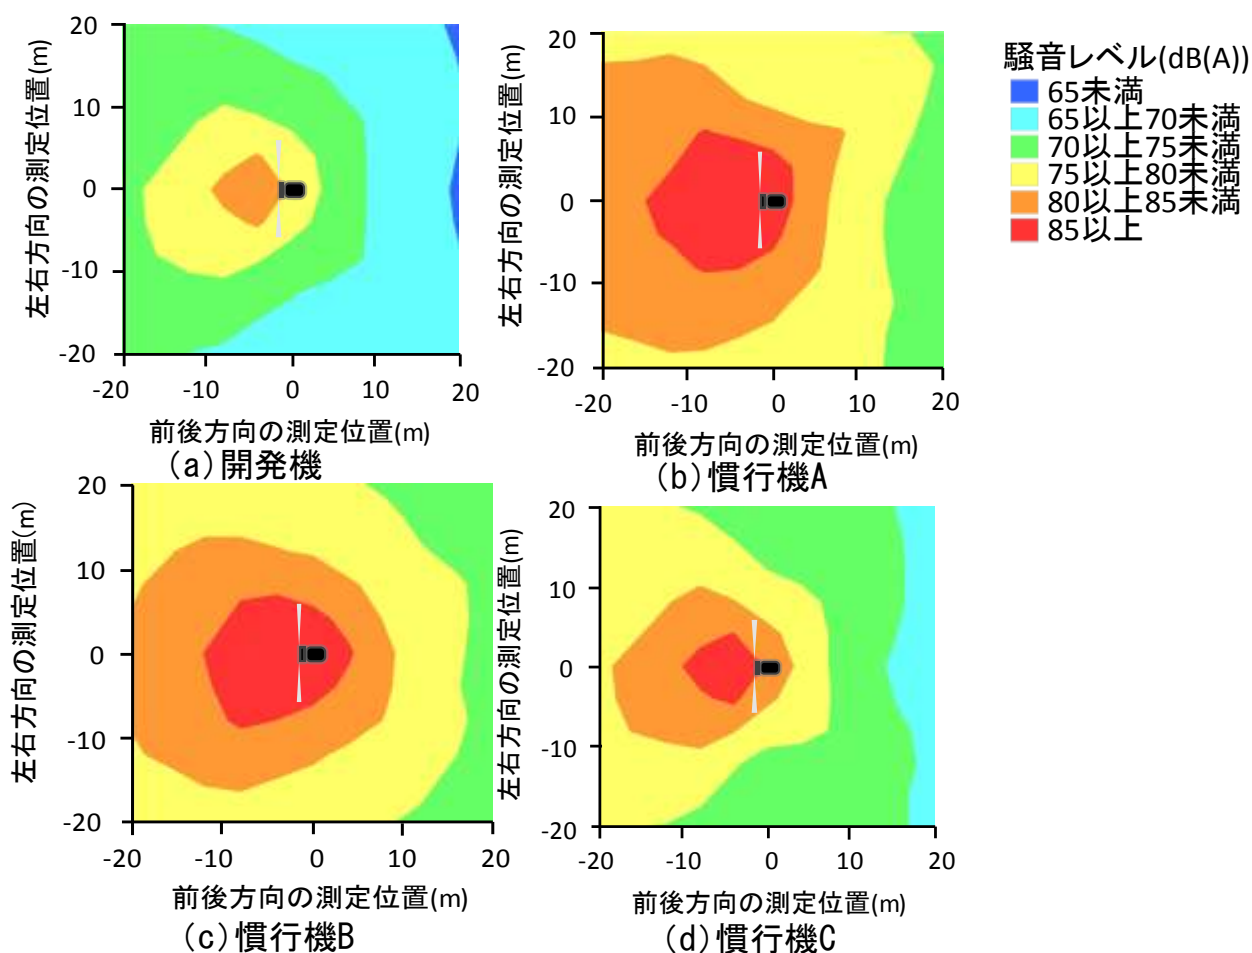 騒音レベル(dB(A))
65未満
65以上70未満
70以上75未満
75以上80未満
80以上85未満
85以上
左右方向の測定位置(m)
20
10
0
-10
-20
-20 -10 0 10 20
前後方向の測定位置(m)
(a)開発機
左右方向の測定位置(m)
20
10
0
-10
-20
-20 -10 0 10 20
前後方向の測定位置(m)
(b)慣行機A
左右方向の測定位置(m)
20
10
0
-10
-20
-20 -10 0 10 20
前後方向の測定位置(m)
(c)慣行機B
左右方向の測定位置(m)
20
10
0
-10
-20
-20 -10 0 10 20
前後方向の測定位置(m)
(d)慣行機C